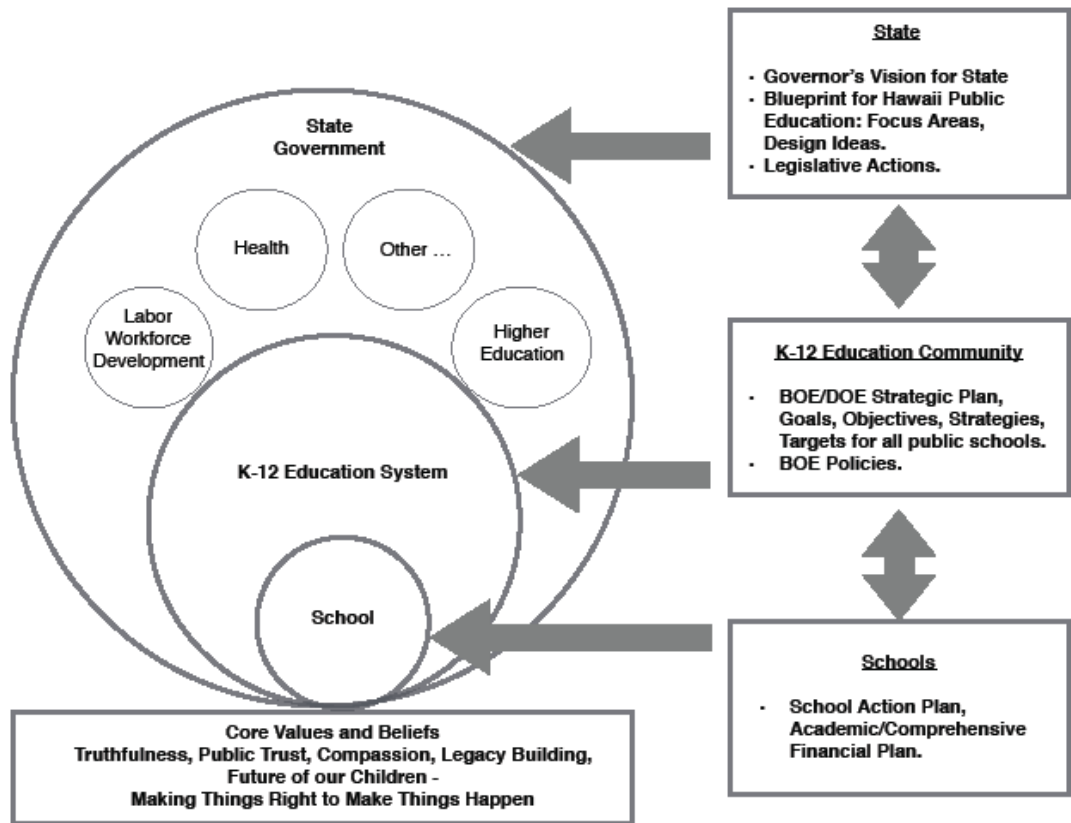 State
Government
Health
Other ...
Labor
Workforce
Development
Higher
Education
K-12 Education System
School
Core Values and Beliefs
Truthfulness, Public Trust, Compassion, Legacy Building,
Future of our Children -
Making Things Right to Make Things Happen
State
- Governor's Vision for State
- Blueprint for Hawaii Public
Education: Focus Areas,
Design Ideas.
- Legislative Actions.
K-12 Education Community
- BOE/DOE Strategic Plan,
Goals, Objectives, Strategies,
Targets for all public schools.
- BOE Policies.
Schools
- School Action Plan,
Academic/Comprehensive
Financial Plan.